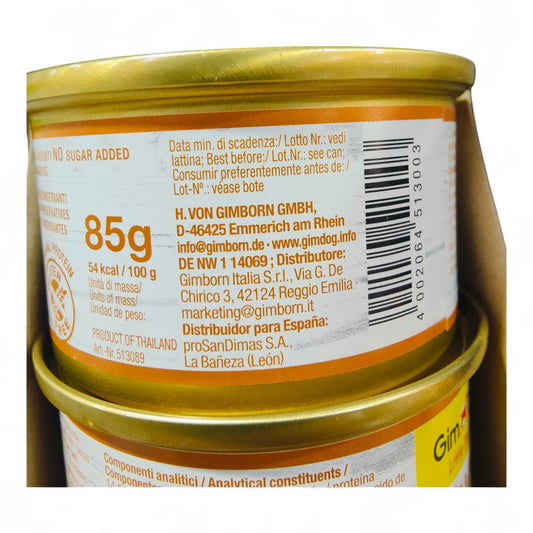 NO SUGAR ADDED
85g
54 kcal / 100 g
Unità di massa/
Units of mass/
Unidad de peso:
PRODUCT OF THAILAND
Art.-Nr. 513089
Data min. di scadenza:/ Lotto Nr.: vedi
lattina; Best before:/ Lot.Nr.: see can;
Consumir preferentemente antes de:/
Lot-Nº.: véase bote
H. VON GIMBORN GMBH,
D-46425 Emmerich am Rhein
info@gimborn.de · www.gimdog.info
DE NW 1 14069 ; Distributore:
Gimborn Italia S.r.l., Via G. De
Chirico 3, 42124 Reggio Emilia ·
marketing@gimborn.it
Distribuidor para España:
proSanDimas S.A.,
La Bañeza (León)
4 002064 513003
Gim
Componenti analitici / Analytical constituents /